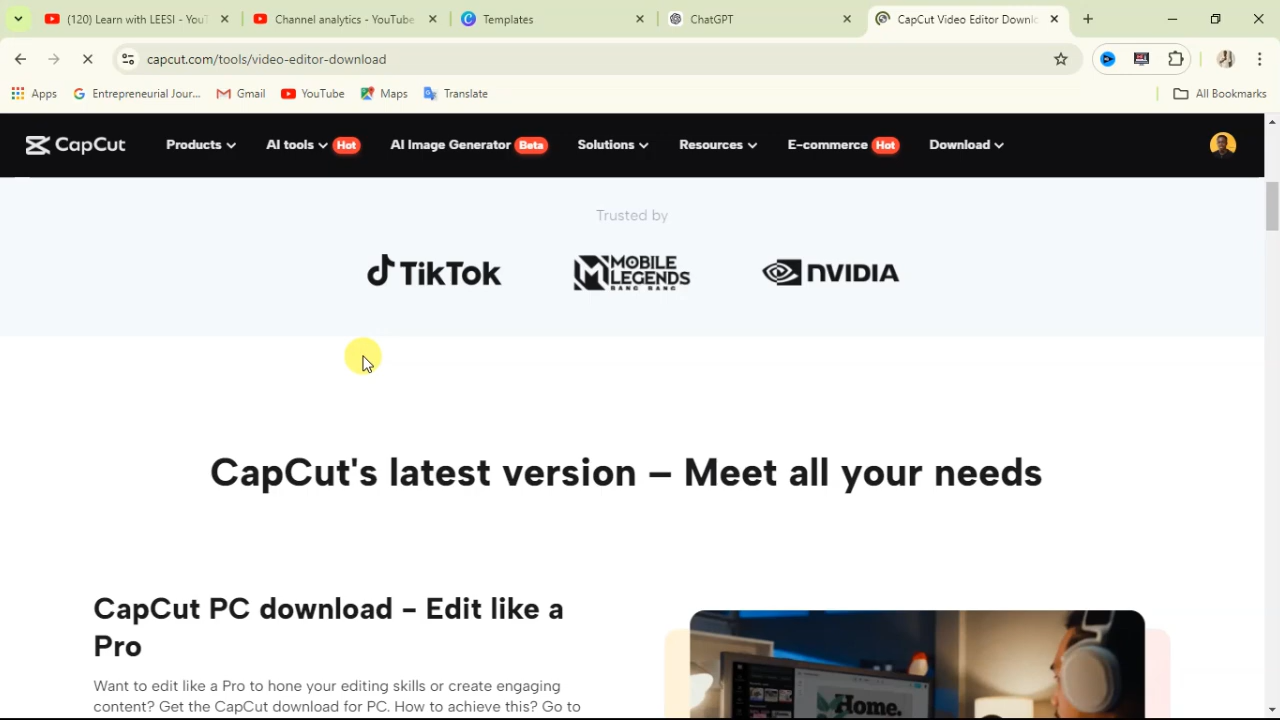 (120) Learn with LEESI - YouT
Channel analytics - YouTube
Templates
ChatGPT
CapCut Video Editor Downl
capcut.com/tools/video-editor-download
Apps
Entrepreneurial Jour...
Gmail
YouTube
Maps
Translate
All Bookmarks
CapCut
Products
AI tools
Hot
AI Image Generator
Beta
Solutions
Resources
E-commerce
Hot
Download
Trusted by
TikTok
MOBILE
LEGENDS
BANG BANG
NVIDIA
CapCut's latest version – Meet all your needs
CapCut PC download - Edit like a
Pro
Want to edit like a Pro to hone your editing skills or create engaging
content? Get the CapCut download for PC. How to achieve this? Go to
Home.